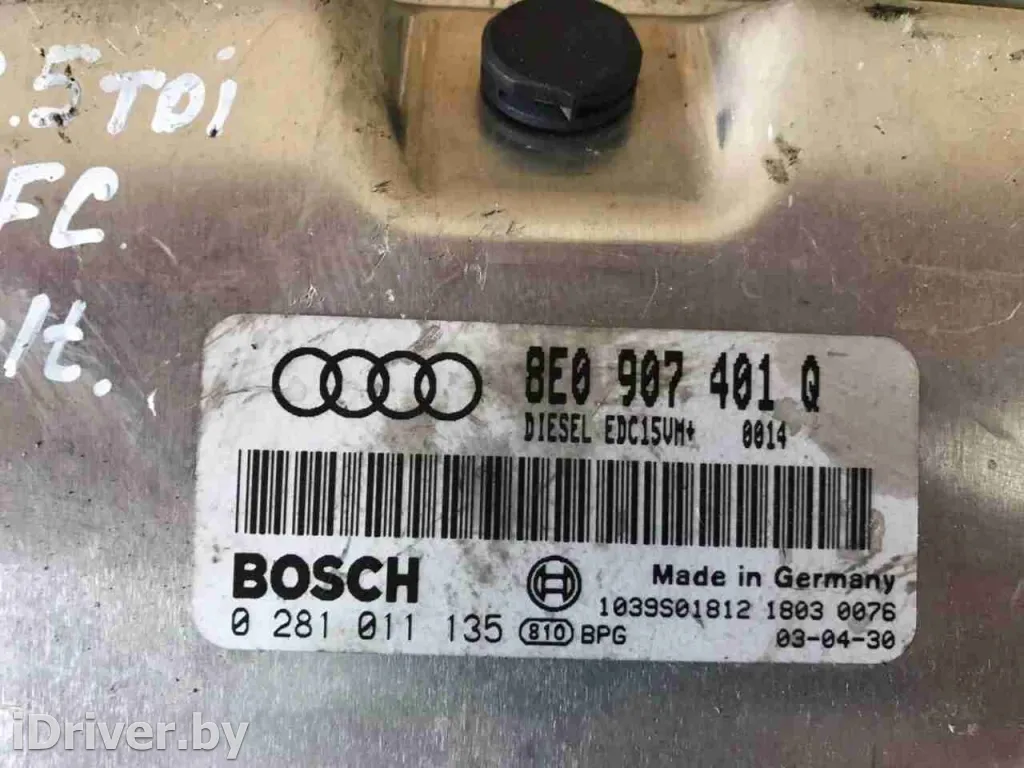 .5 TDi
FC.
lt.
8E0 907 401 Q
DIESEL EDC15VM+ 0014
BOSCH
Made in Germany
1039S01812 1803 0076
0 281 011 135 810 BPG 03-04-30
iDriver.by